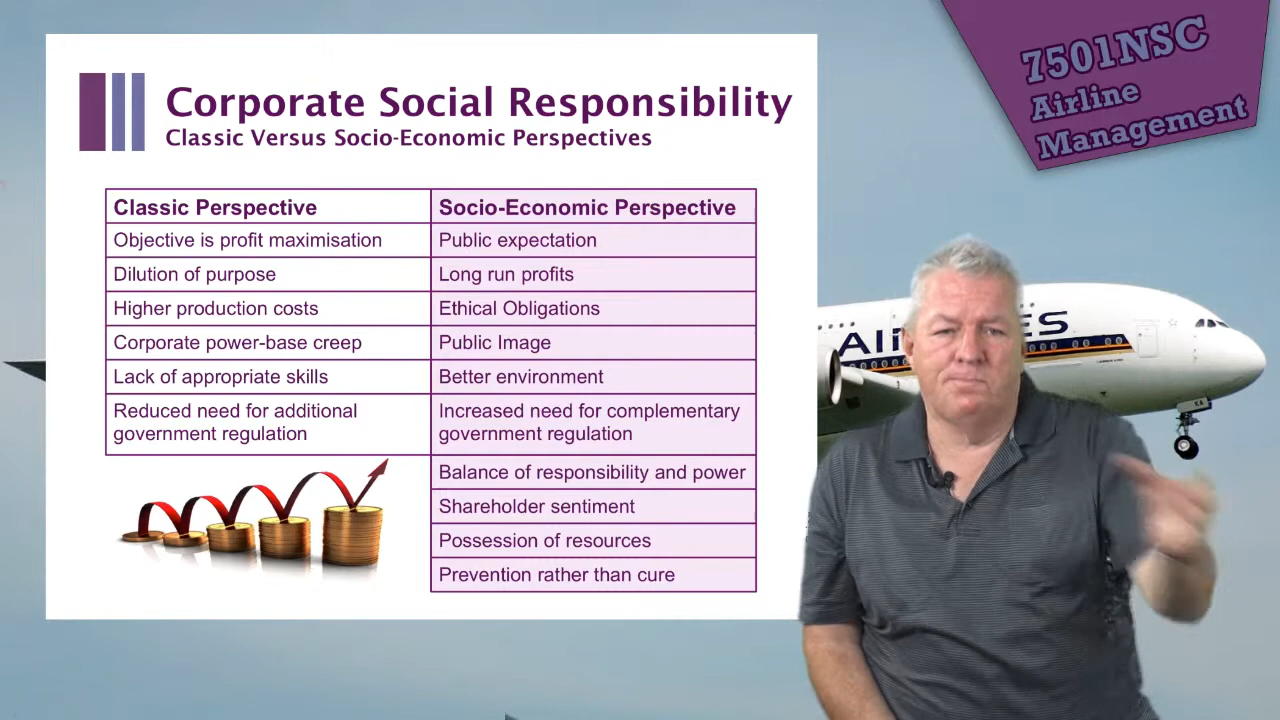 7501NSC
Airline
Management
Corporate Social Responsibility
Classic Versus Socio-Economic Perspectives
Classic Perspective
Socio-Economic Perspective
Objective is profit maximisation
Public expectation
Dilution of purpose
Long run profits
Higher production costs
Ethical Obligations
Corporate power-base creep
Public Image
Lack of appropriate skills
Better environment
Reduced need for additional
government regulation
Increased need for complementary
government regulation
Balance of responsibility and power
Shareholder sentiment
Possession of resources
Prevention rather than cure